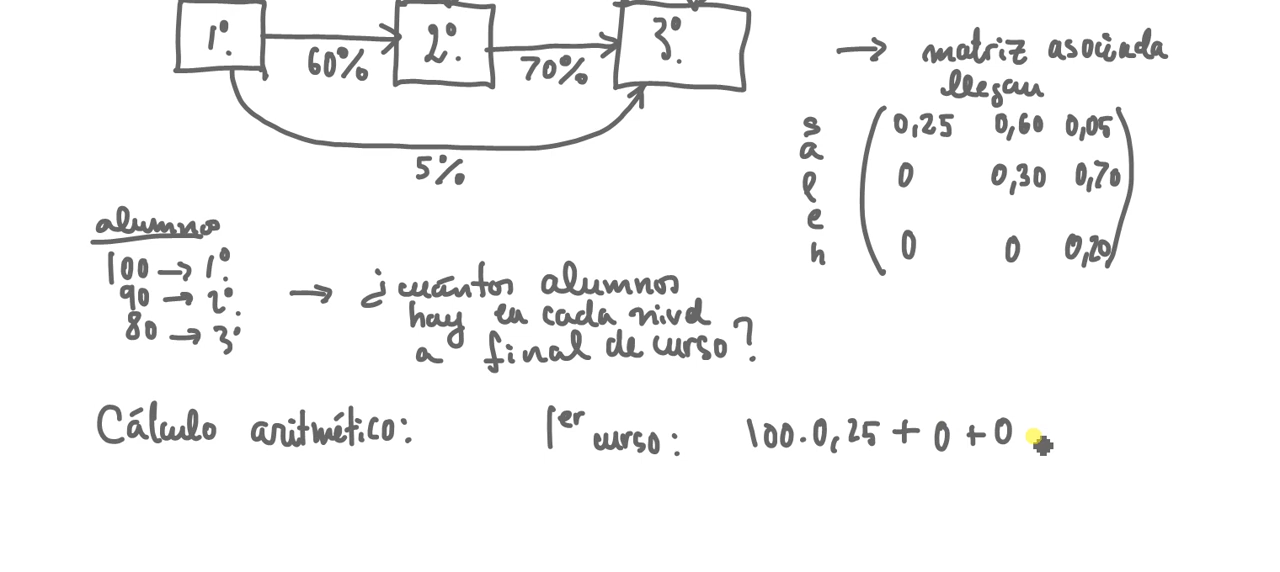 1º. 2º. 3º.
60% 70%
5%
→ matriz asociada
llegan
salen
0,25 0,60 0,05
0 0,30 0,70
0 0 0,20
alumnos
100 → 1º.
90 → 2º.
80 → 3º
→ ¿cuántos alumnos
hay en cada nivel
a final de curso?
Cálculo aritmético: 1er curso: 100.0,25 + 0 + 0